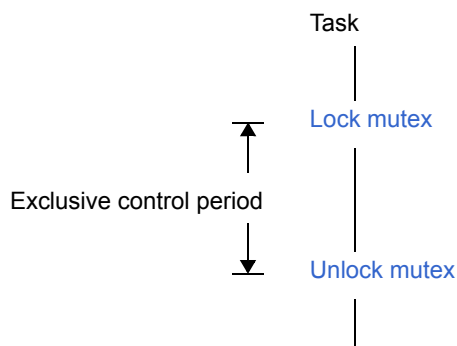 Task
Lock mutex
Exclusive control period
Unlock mutex